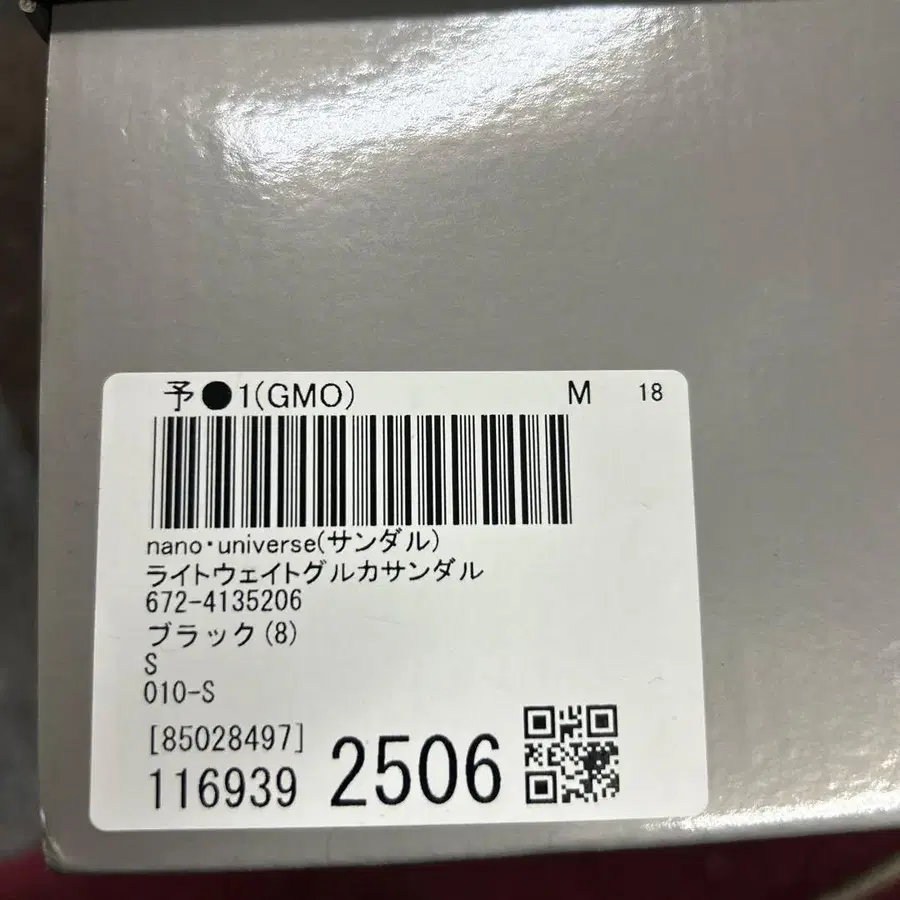 予●1(GMO) M 18
nano・universe(サンダル)
ライトウェイトグルカサンダル
672-4135206
ブラック(8)
S
010-S
[85028497]
116939 2506